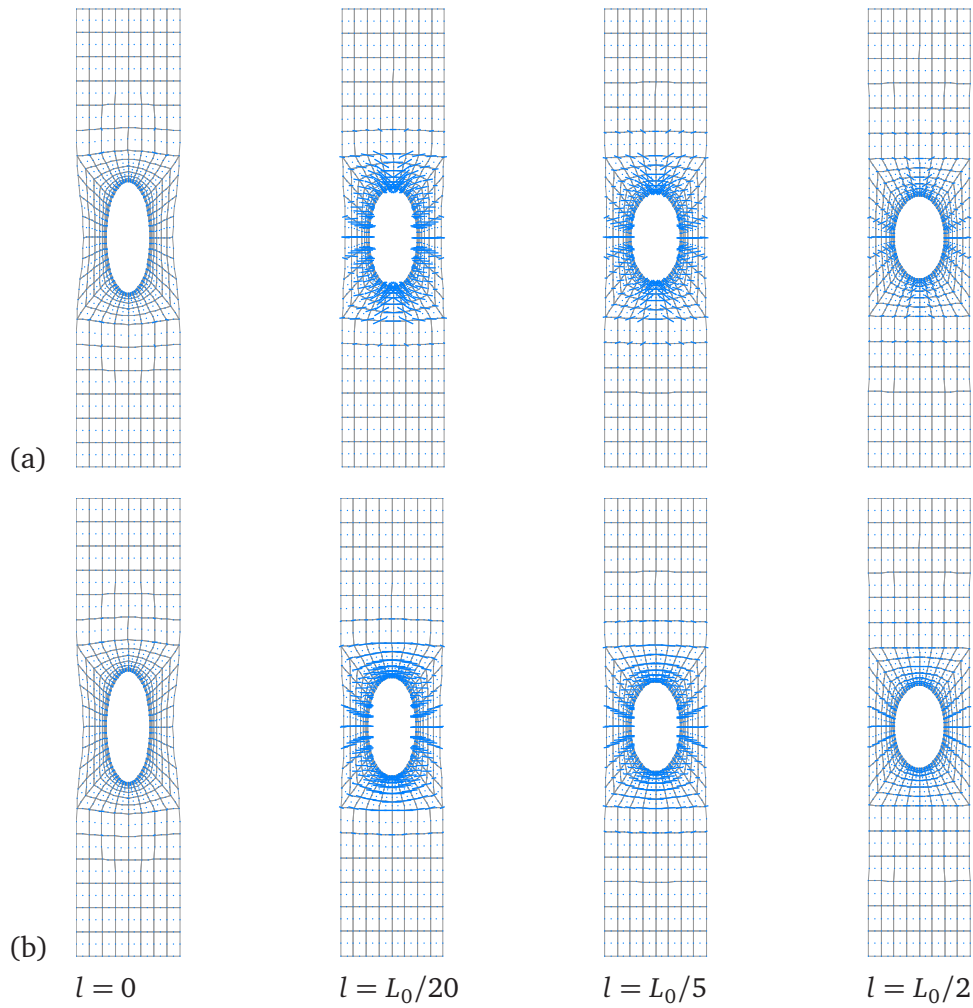 (a)
(b)
l = 0
l = L₀/20
l = L₀/5
l = L₀/2